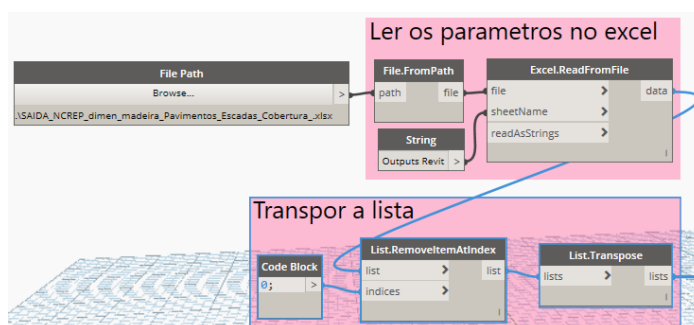 Ler os parametros no excel
File Path
Browse...
>
.\SAIDA_NCREP_dimen_madeira_Pavimentos_Escadas_Cobertura_.xlsx
File.FromPath
path file
Excel.ReadFromFile
file > data
sheetName >
readAsStrings >
l
String
Outputs Revit >
Transpor a lista
Code Block
0; >
List.RemoveItemAtIndex
list > list
indices >
l
List.Transpose
lists > lists
l